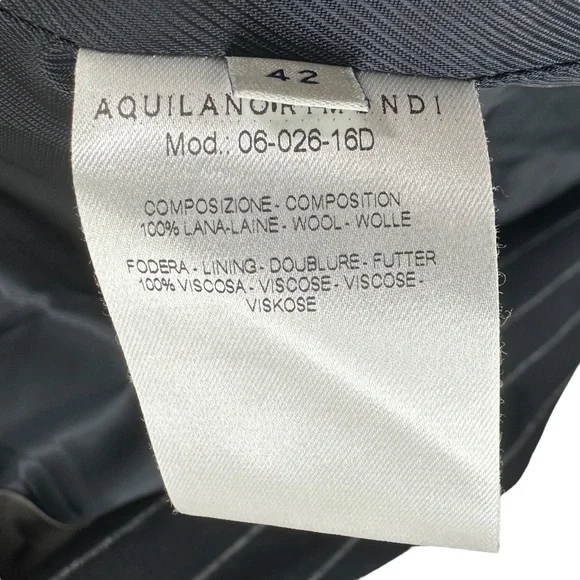 42
AQUILANO.RIMONDI
Mod.: 06-026-16D
COMPOSIZIONE - COMPOSITION
100% LANA-LAINE - WOOL - WOLLE
FODERA - LINING - DOUBLURE - FUTTER
100% VISCOSA - VISCOSE - VISCOSE -
VISKOSE